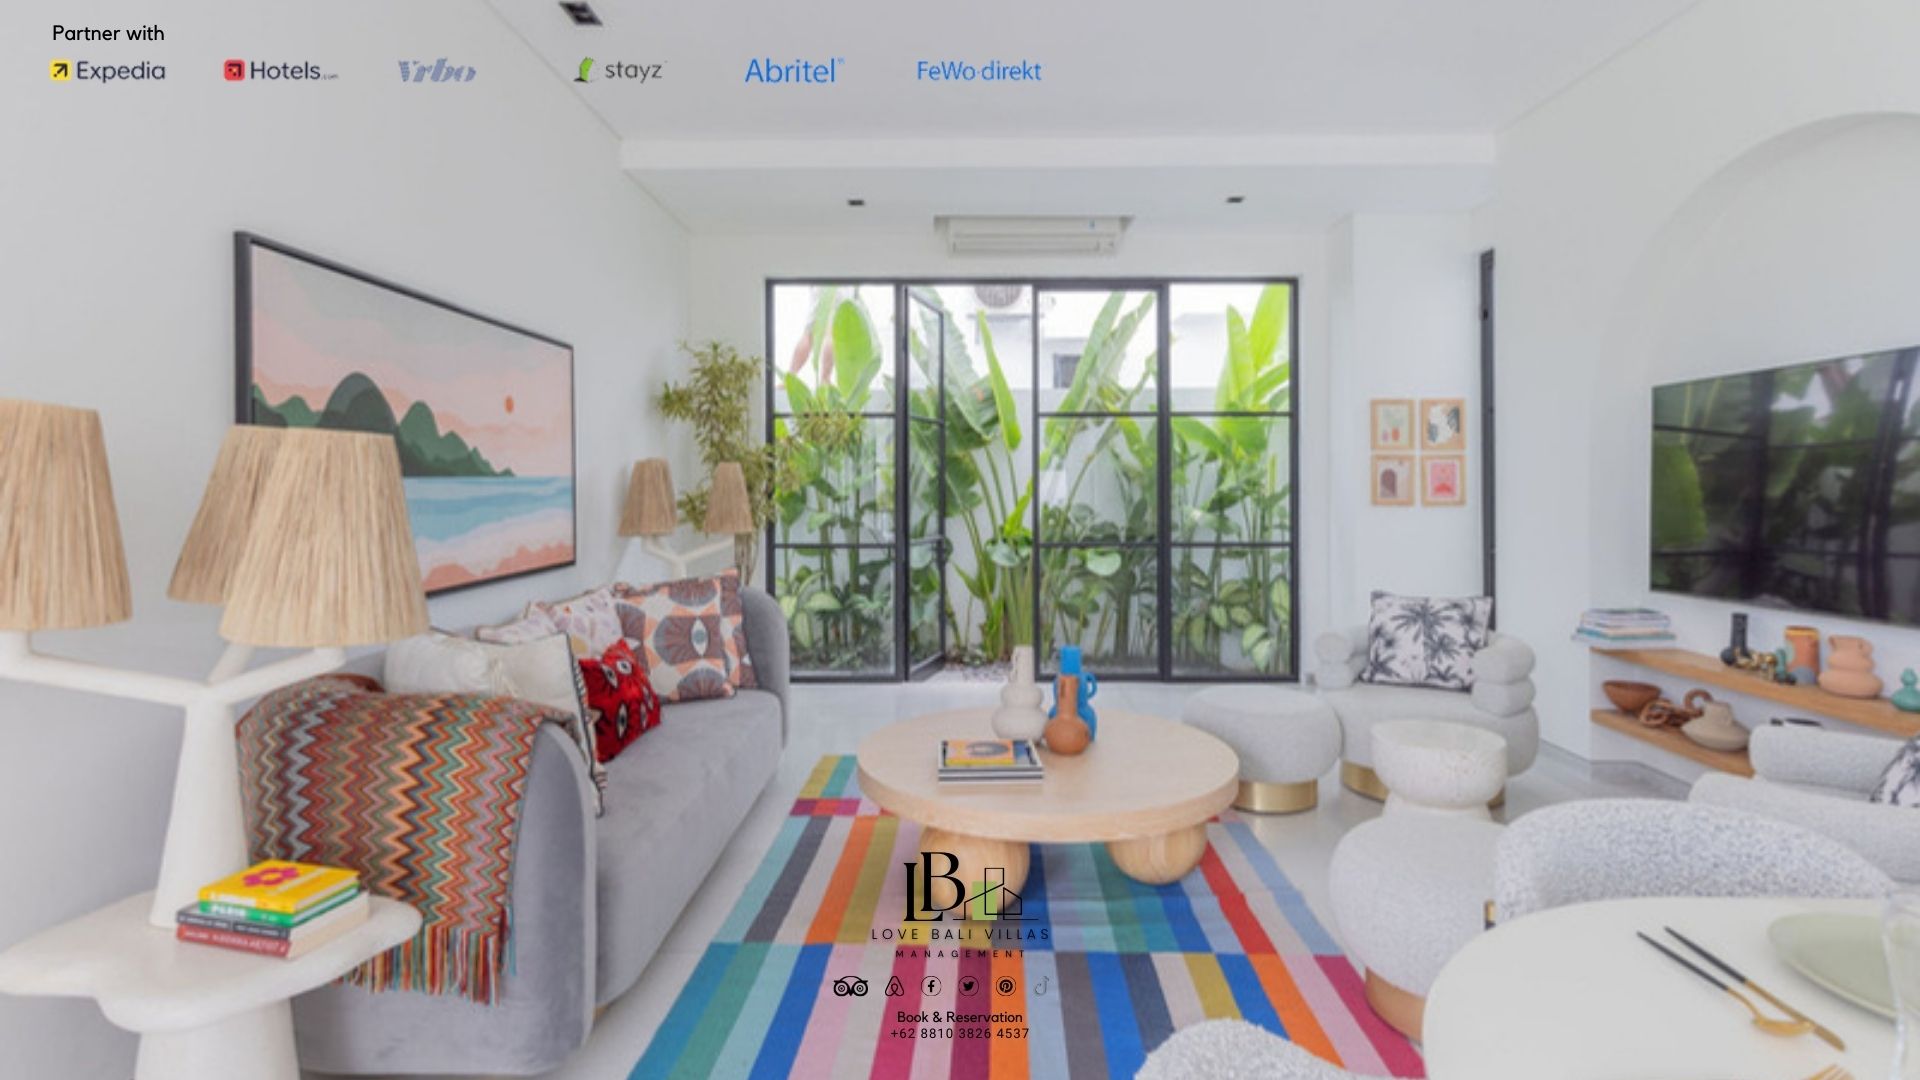 Partner with
Expedia
Hotels.com
Vrbo
stayz
Abritel®
FeWo-direkt
LB
LOVE BALI VILLAS
MANAGEMENT
Book & Reservation
+62 8810 3826 4537